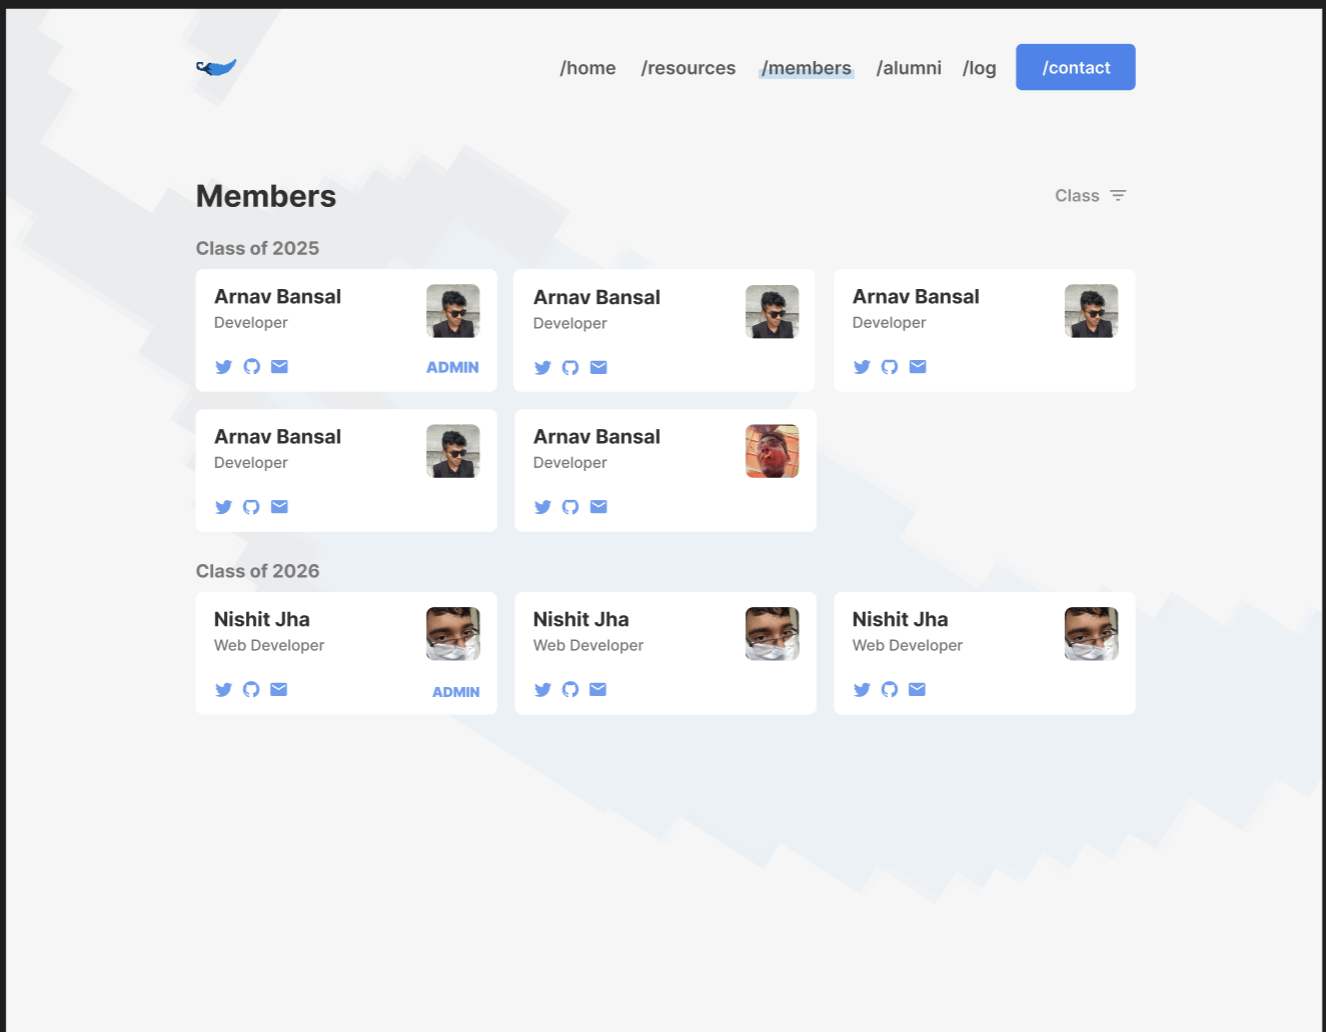 /home /resources /members /alumni /log /contact
Members
Class
Class of 2025
Arnav Bansal
Developer
ADMIN
Arnav Bansal
Developer
Arnav Bansal
Developer
Arnav Bansal
Developer
Arnav Bansal
Developer
Class of 2026
Nishit Jha
Web Developer
ADMIN
Nishit Jha
Web Developer
Nishit Jha
Web Developer